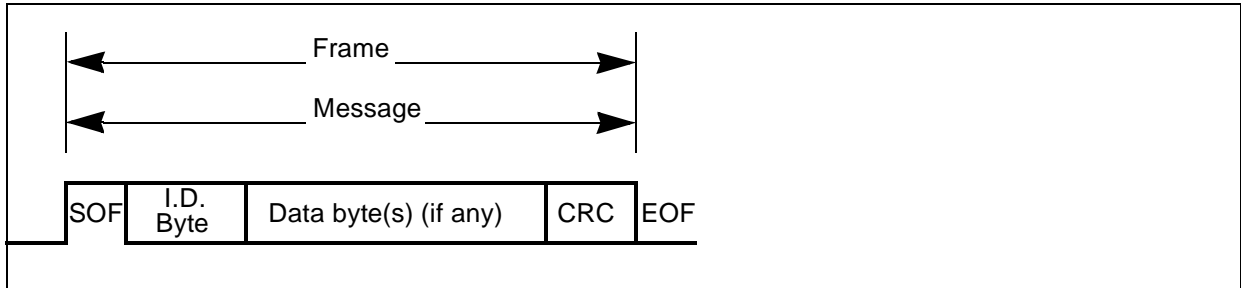 Frame
Message
SOF
I.D.
Byte
Data byte(s) (if any)
CRC
EOF